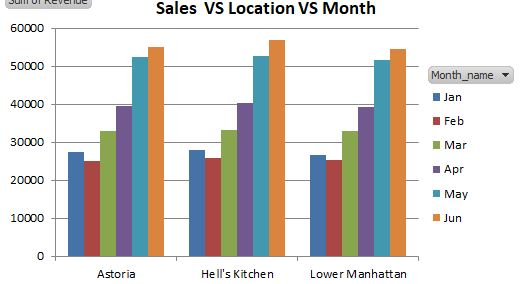 Sum of Revenue
Sales VS Location VS Month
60000
50000
40000
30000
20000
10000
0
Astoria
Hell's Kitchen
Lower Manhattan
Month_name
Jan
Feb
Mar
Apr
May
Jun